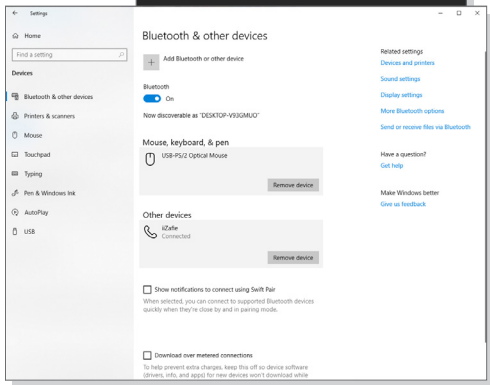 Settings
Home
Find a setting
Devices
Bluetooth & other devices
Printers & scanners
Mouse
Touchpad
Typing
Pen & Windows Ink
AutoPlay
USB
Bluetooth & other devices
Add Bluetooth or other device
Bluetooth
On
Now discoverable as "DESKTOP-V93GMUO"
Mouse, keyboard, & pen
USB-PS/2 Optical Mouse
Remove device
Other devices
iiZafie
Connected
Remove device
Show notifications to connect using Swift Pair
When selected, you can connect to supported Bluetooth devices
quickly when they're close by and in pairing mode.
Download over metered connections
To help prevent extra charges, keep this off so device software
(drivers, info, and apps) for new devices won't download while
Related settings
Devices and printers
Sound settings
Display settings
More Bluetooth options
Send or receive files via Bluetooth
Have a question?
Get help
Make Windows better
Give us feedback